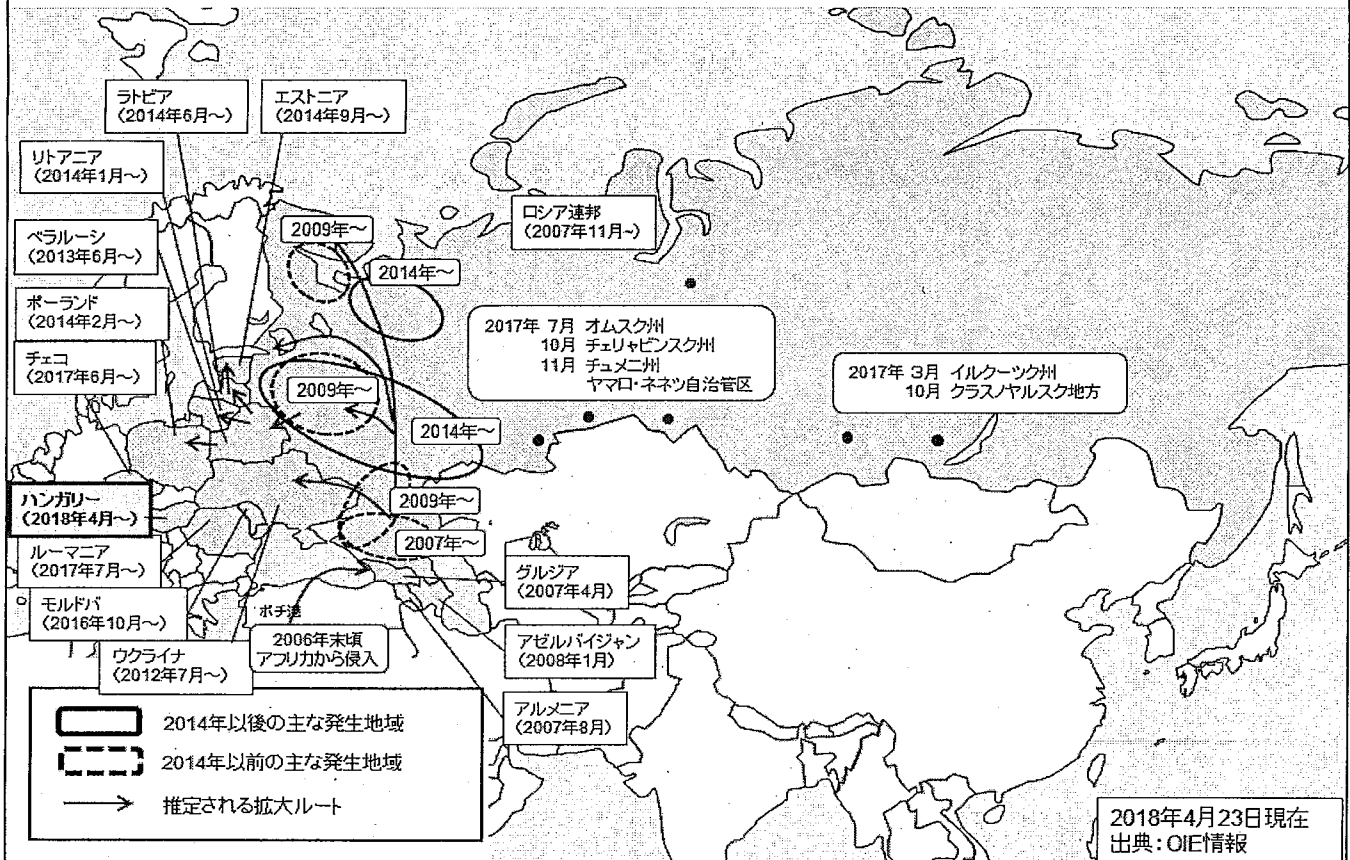 ラトビア
(2014年6月～)
エストニア
(2014年9月～)
リトアニア
(2014年1月～)
ベラルーシ
(2013年6月～)
ポーランド
(2014年2月～)
チェコ
(2017年6月～)
ハンガリー
(2018年4月～)
ルーマニア
(2017年7月～)
モルドバ
(2016年10月～)
ウクライナ
(2012年7月～)
2009年～
2014年～
2009年～
2014年～
2009年～
2007年～
ロシア連邦
(2007年11月~)
2017年 7月 オムスク州
10月 チェリャビンスク州
11月 チュメニ州
ヤマロ・ネネツ自治管区
2017年 3月 イルクーツク州
10月 クラスノヤルスク地方
ポチ港
2006年末頃
アフリカから侵入
グルジア
(2007年4月)
アゼルバイジャン
(2008年1月)
アルメニア
(2007年8月)
2014年以後の主な発生地域
2014年以前の主な発生地域
推定される拡大ルート
2018年4月23日現在
出典：OIE情報